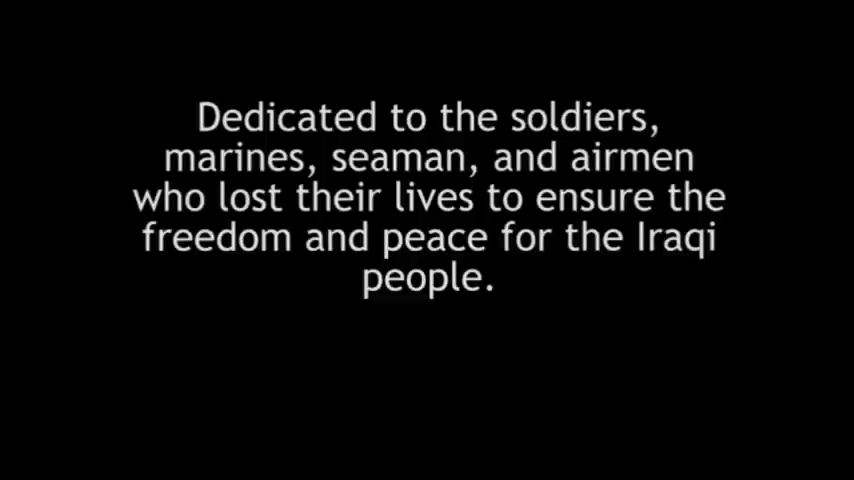 Dedicated to the soldiers,
marines, seaman, and airmen
who lost their lives to ensure the
freedom and peace for the Iraqi
people.